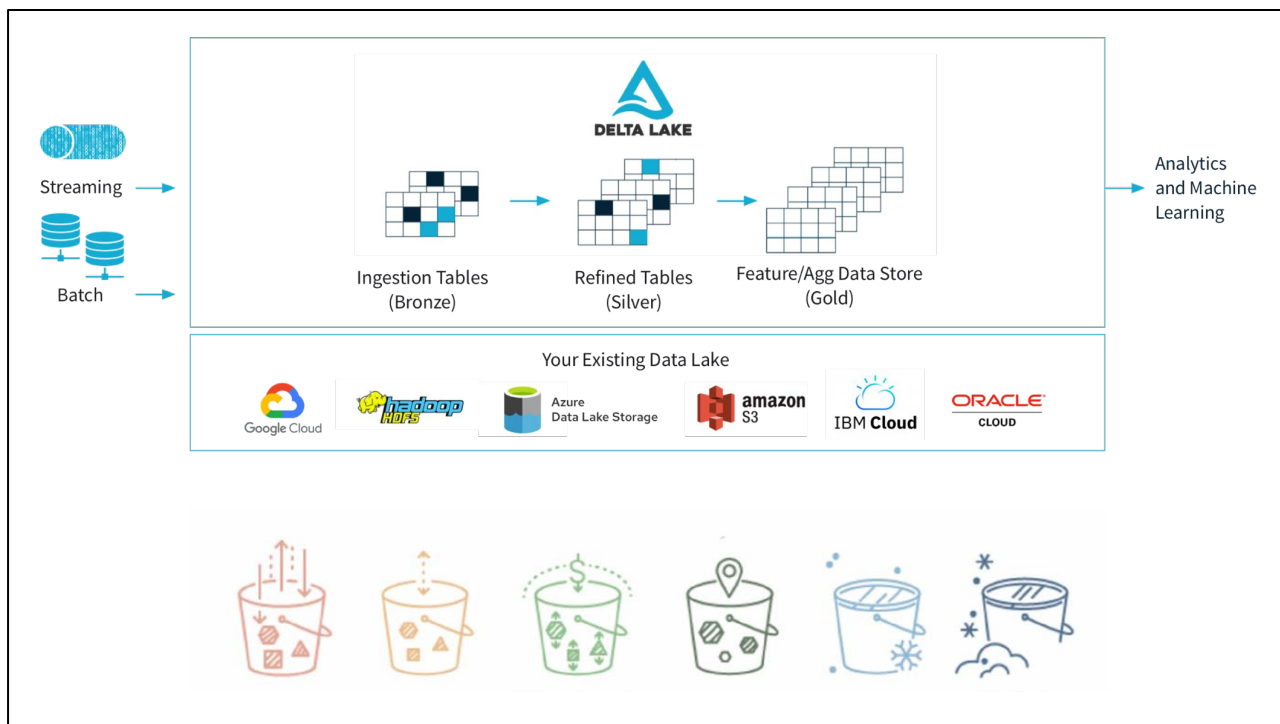 DELTA LAKE
Streaming
Batch
Ingestion Tables
(Bronze)
Refined Tables
(Silver)
Feature/Agg Data Store
(Gold)
Analytics
and Machine
Learning
Your Existing Data Lake
Google Cloud
hadoop
HDFS
Azure
Data Lake Storage
amazon
S3
IBM Cloud
ORACLE
CLOUD
$